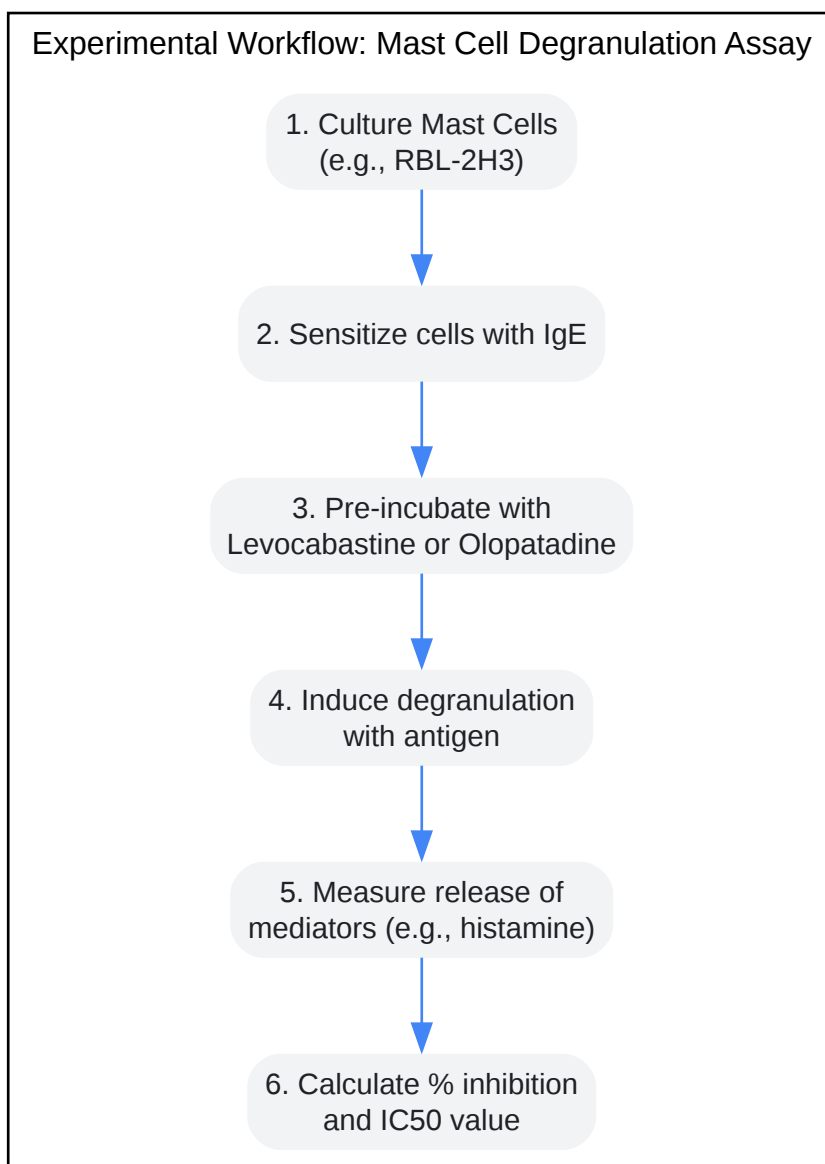 Experimental Workflow: Mast Cell Degranulation Assay
1. Culture Mast Cells
(e.g., RBL-2H3)
2. Sensitize cells with IgE
3. Pre-incubate with
Levocabastine or Olopatadine
4. Induce degranulation
with antigen
5. Measure release of
mediators (e.g., histamine)
6. Calculate % inhibition
and IC50 value